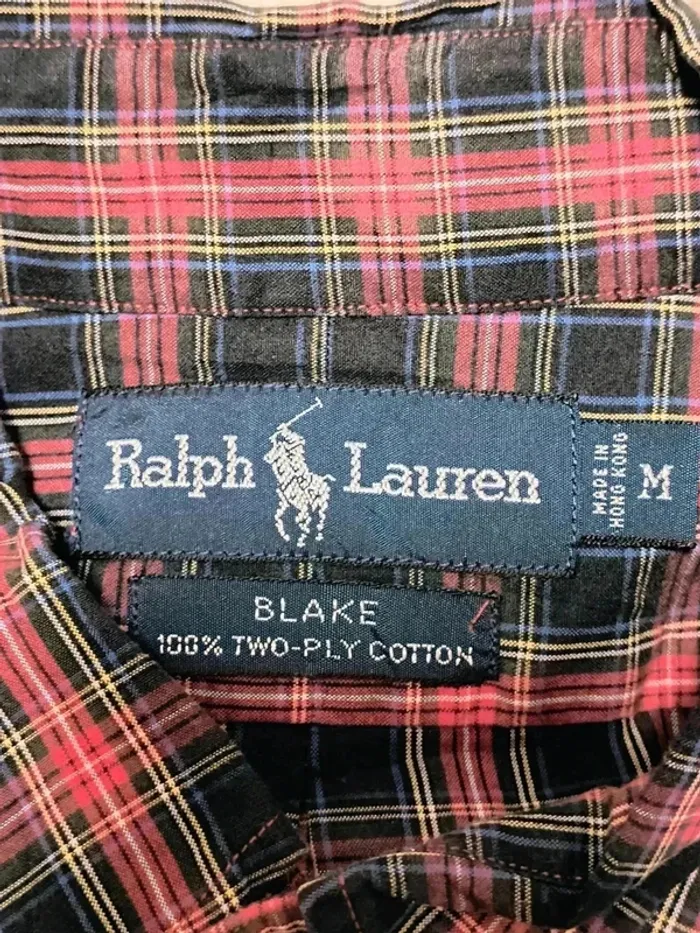 Ralph Lauren
MADE IN
HONG KONG
M
BLAKE
100% TWO-PLY COTTON